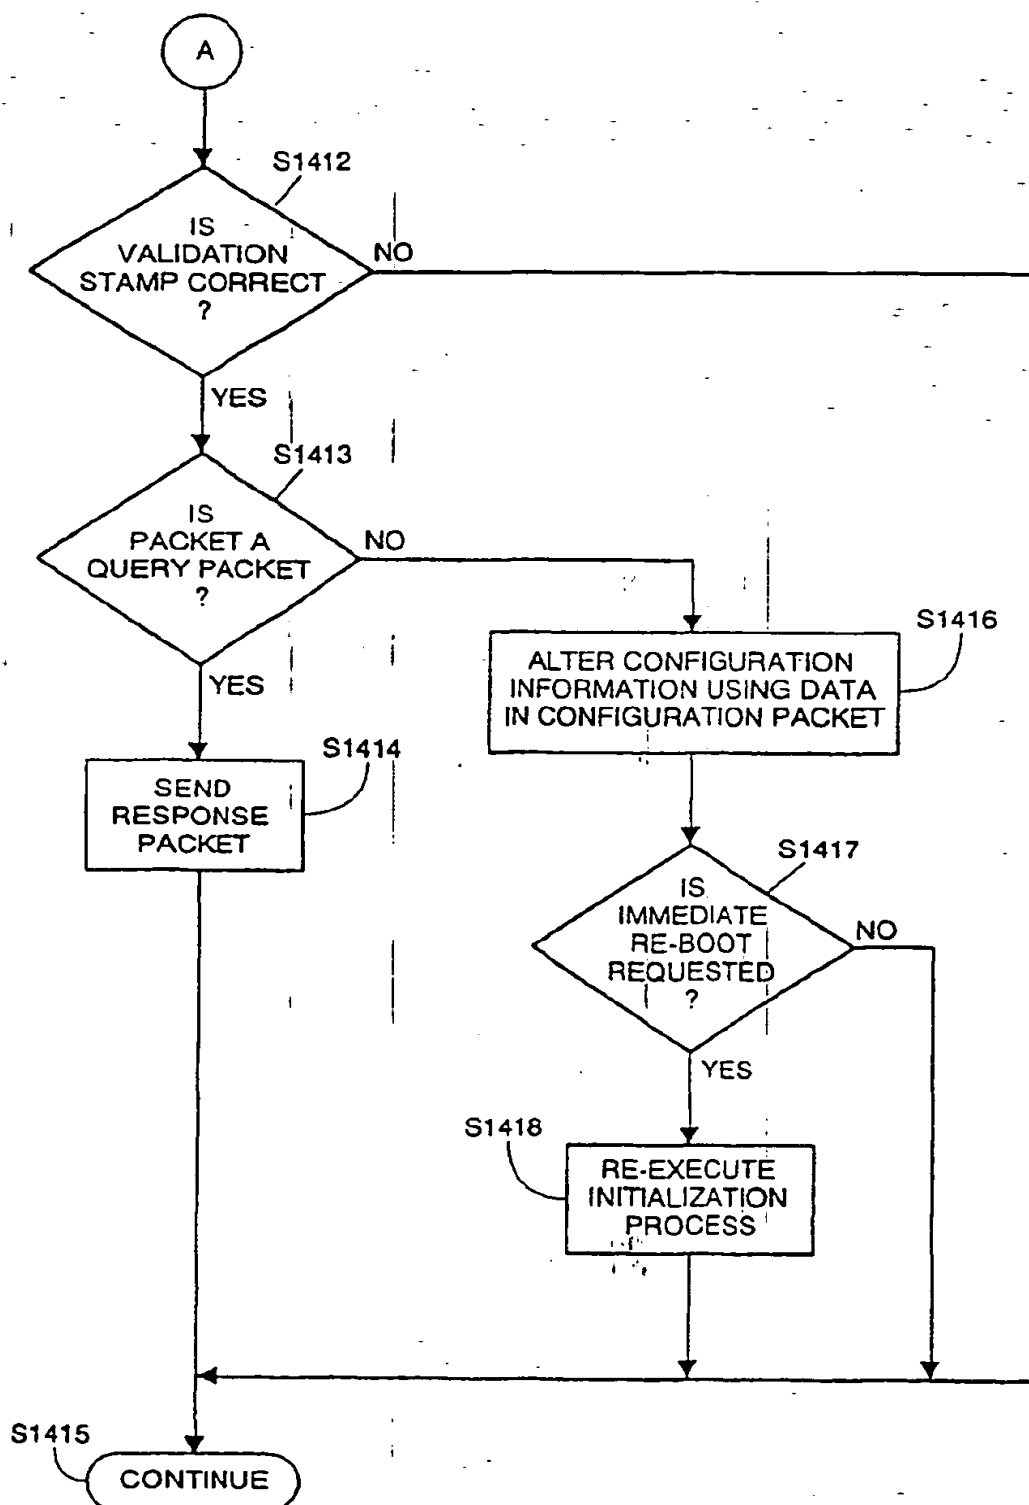 A
S1412
IS
VALIDATION
STAMP CORRECT
?
NO
YES
S1413
IS
PACKET A
QUERY PACKET
?
NO
YES
S1416
ALTER CONFIGURATION
INFORMATION USING DATA
IN CONFIGURATION PACKET
S1414
SEND
RESPONSE
PACKET
S1417
IS
IMMEDIATE
RE-BOOT
REQUESTED
?
NO
YES
S1418
RE-EXECUTE
INITIALIZATION
PROCESS
S1415
CONTINUE